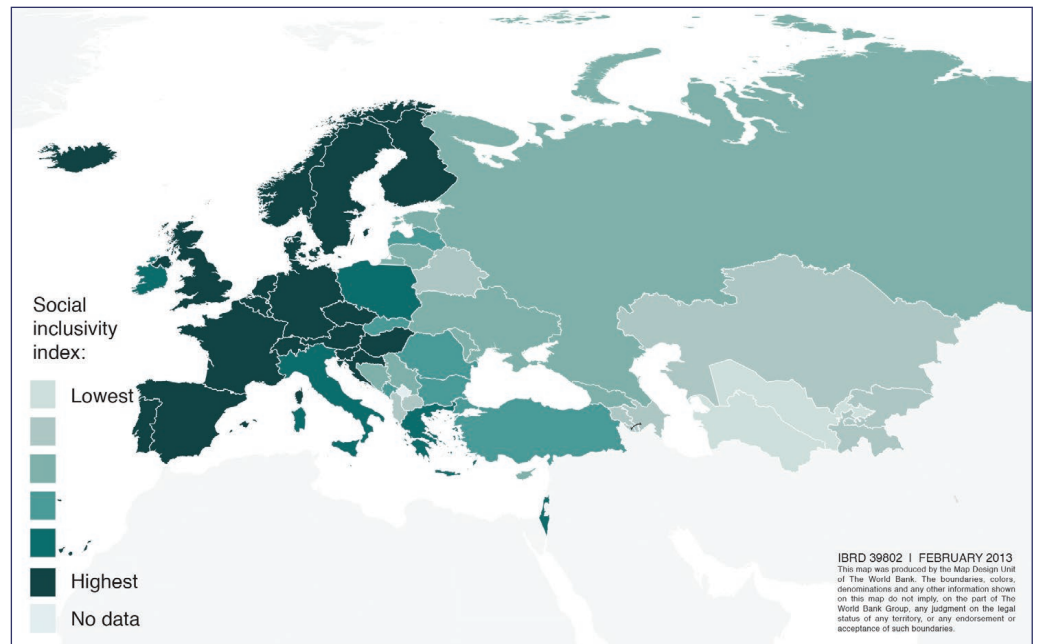 Social
inclusivity
index:
Lowest
Highest
No data
IBRD 39802 I FEBRUARY 2013
This map was produced by the Map Design Unit
of The World Bank. The boundaries, colors,
denominations and any other information shown
on this map do not imply, on the part of The
World Bank Group, any judgment on the legal
status of any territory, or any endorsement or
acceptance of such boundaries.